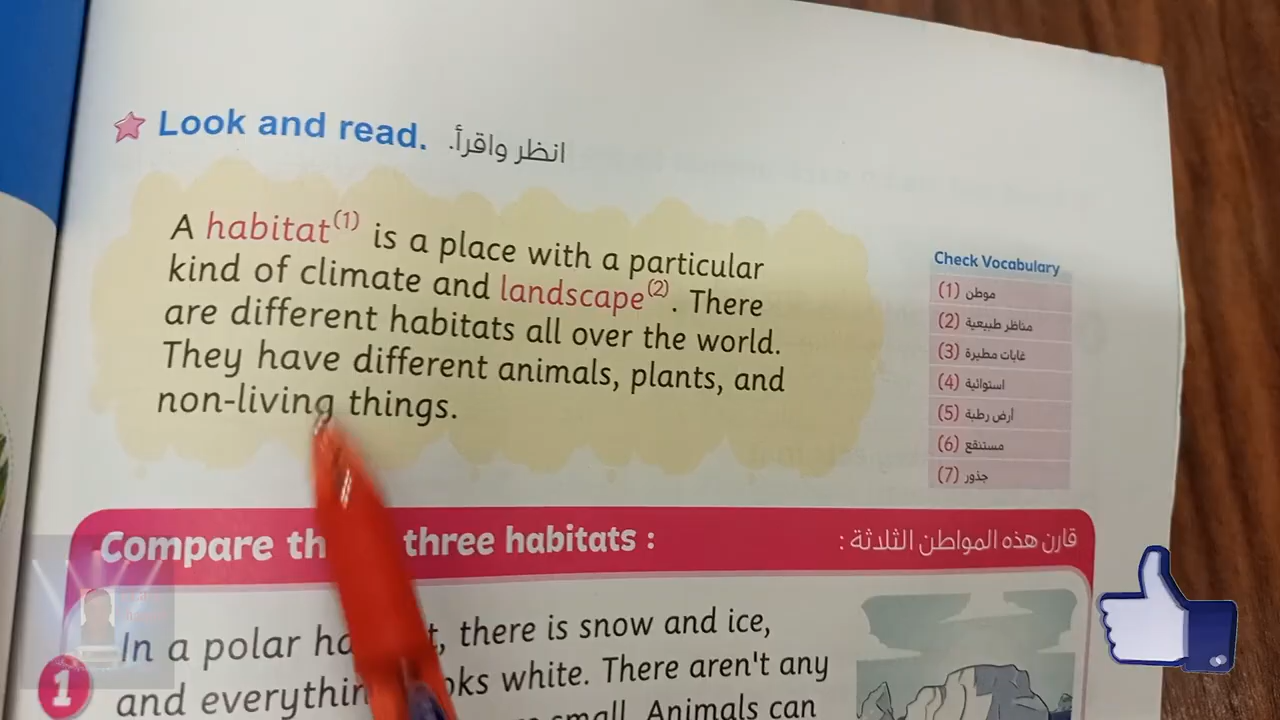 Look and read. انظر واقرأ.
A habitat(1) is a place with a particular
kind of climate and landscape(2). There
are different habitats all over the world.
They have different animals, plants, and
non-living things.
Check Vocabulary
(1) موطن
(2) مناظر طبيعية
(3) غابات مطيرة
(4) استوائية
(5) أرض رطبة
(6) مستنقع
(7) جذور
Compare three habitats : قارن هذه المواطن الثلاثة :
1
In a polar there is snow and ice,
and white. There aren't any
small. Animals can